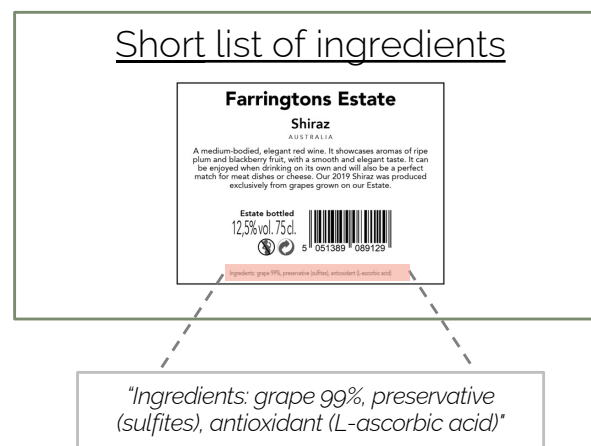 Short list of ingredients
Farringtons Estate
Shiraz
AUSTRALIA
A medium-bodied, elegant red wine. It showcases aromas of ripe
plum and blackberry fruit, with a smooth and elegant taste. It can
be enjoyed when drinking on its own and will also be a perfect
match for meat dishes or cheese. Our 2019 Shiraz was produced
exclusively from grapes grown on our Estate.
Estate bottled
12,5% vol. 75 cl.
5 051389 089129
Ingredients: grape 99%, preservative (sulfites), antioxidant (L-ascorbic acid)
"Ingredients: grape 99%, preservative
(sulfites), antioxidant (L-ascorbic acid)"